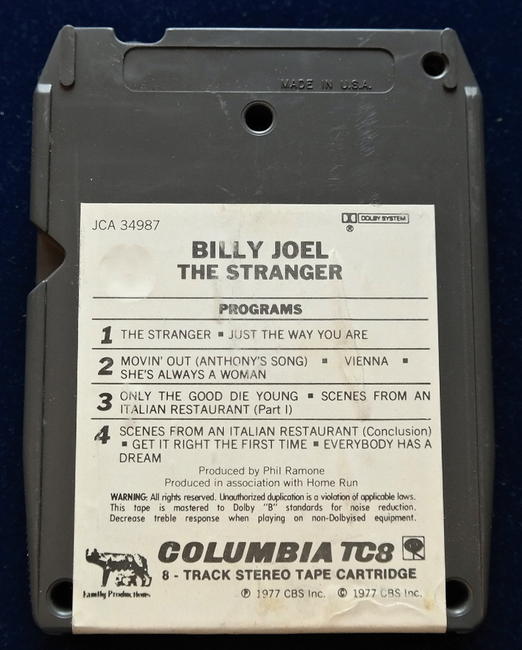 MADE IN U.S.A.
JCA 34987
DOLBY SYSTEM
®
BILLY JOEL
THE STRANGER
PROGRAMS
1 THE STRANGER ▪ JUST THE WAY YOU ARE
2 MOVIN' OUT (ANTHONY'S SONG) ▪ VIENNA ▪
SHE'S ALWAYS A WOMAN
3 ONLY THE GOOD DIE YOUNG ▪ SCENES FROM AN
ITALIAN RESTAURANT (Part I)
4 SCENES FROM AN ITALIAN RESTAURANT (Conclusion)
▪ GET IT RIGHT THE FIRST TIME ▪ EVERYBODY HAS A
DREAM
Produced by Phil Ramone
Produced in association with Home Run
WARNING: All rights reserved. Unauthorized duplication is a violation of applicable laws.
This tape is mastered to Dolby "B" standards for noise reduction.
Decrease treble response when playing on non-Dolbyised equipment.
Family Productions
COLUMBIA TC8
8 - TRACK STEREO TAPE CARTRIDGE
℗ 1977 CBS Inc. © 1977 CBS Inc.